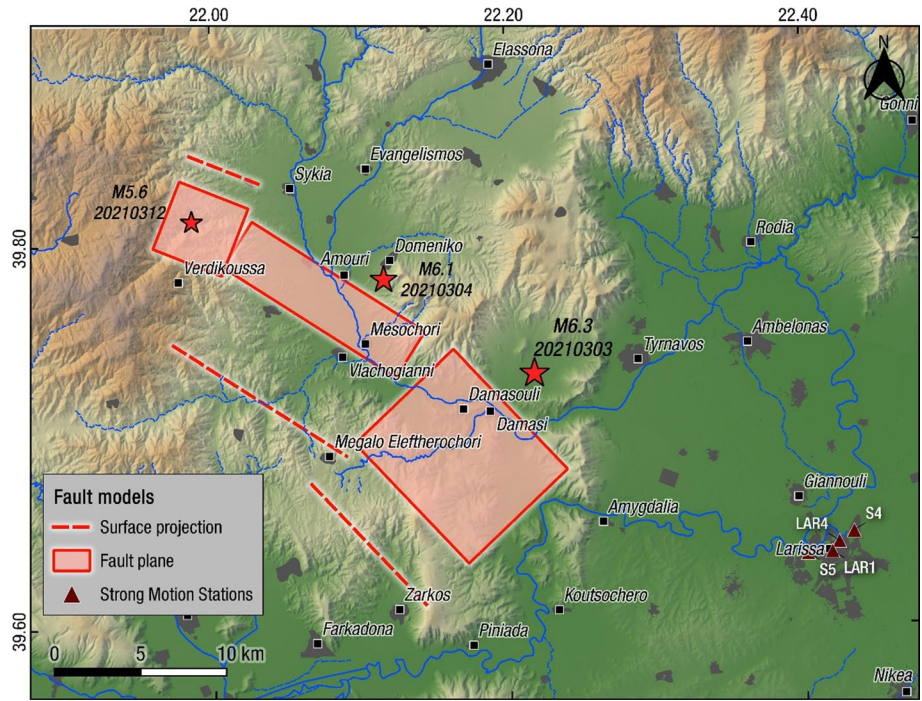 22.00
22.20
22.40
N
Elassona
Gonni
Evangelismos
Sykia
M5.6
20210312
Rodia
39.80
Domeniko
Amouri
M6.1
20210304
Verdikoussa
Mesochori
M6.3
20210303
Ambelonas
Tyrnavos
Vlachogianni
Damasouli
Damasi
Megalo Eleftherochori
Giannouli
Fault models
Surface projection
Fault plane
Strong Motion Stations
Amygdalia
S4
LAR4
Larissa
S5
LAR1
Zarkos
Koutsochero
39.60
Farkadona
Piniada
0
5
10 km
Nikea